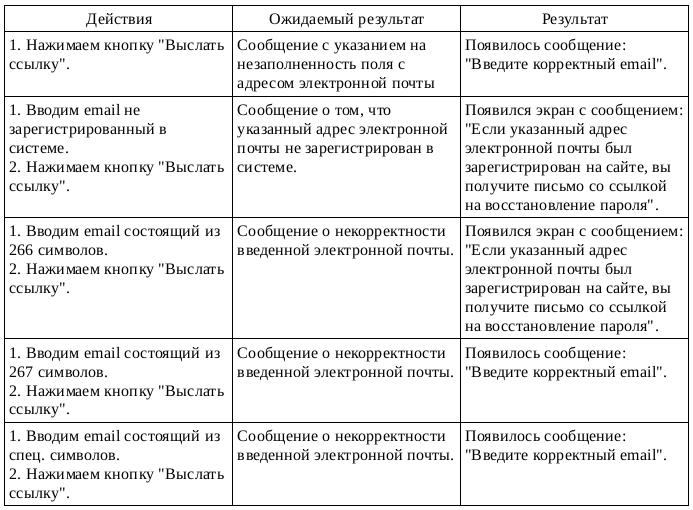 Действия
Ожидаемый результат
Результат
1. Нажимаем кнопку "Выслать
ссылку".
Сообщение с указанием на
незаполненность поля с
адресом электронной почты
Появилось сообщение:
"Введите корректный email".
1. Вводим email не
зарегистрированный в
системе.
2. Нажимаем кнопку "Выслать
ссылку".
Сообщение о том, что
указанный адрес электронной
почты не зарегистрирован в
системе.
Появился экран с сообщением:
"Если указанный адрес
электронной почты был
зарегистрирован на сайте, вы
получите письмо со ссылкой
на восстановление пароля".
1. Вводим email состоящий из
266 символов.
2. Нажимаем кнопку "Выслать
ссылку".
Сообщение о некорректности
введенной электронной почты.
Появился экран с сообщением:
"Если указанный адрес
электронной почты был
зарегистрирован на сайте, вы
получите письмо со ссылкой
на восстановление пароля".
1. Вводим email состоящий из
267 символов.
2. Нажимаем кнопку "Выслать
ссылку".
Сообщение о некорректности
введенной электронной почты.
Появилось сообщение:
"Введите корректный email".
1. Вводим email состоящий из
спец. символов.
2. Нажимаем кнопку "Выслать
ссылку".
Сообщение о некорректности
введенной электронной почты.
Появилось сообщение:
"Введите корректный email".